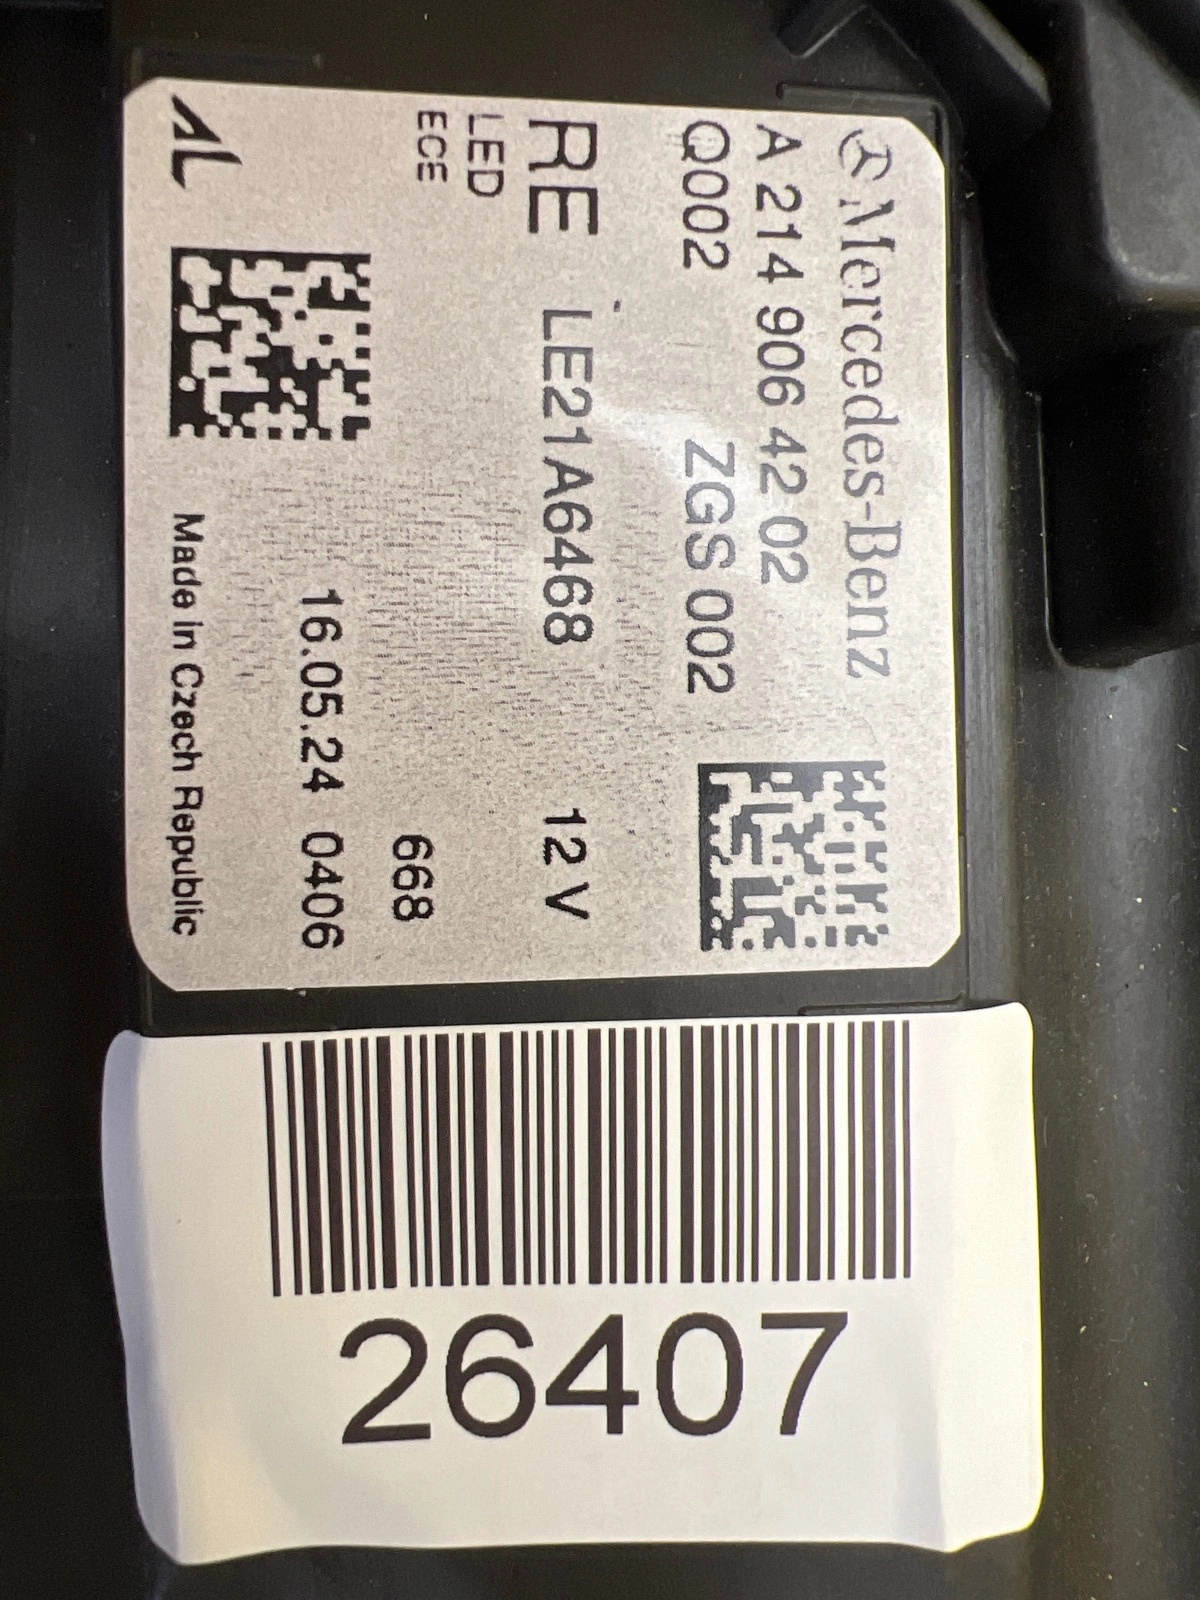 Mercedes-Benz
A 214 906 42 02
Q002 ZGS 002
RE LE21A6468 12 V
LED
ECE
668
16.05.24 0406
AL
Made in Czech Republic
26407